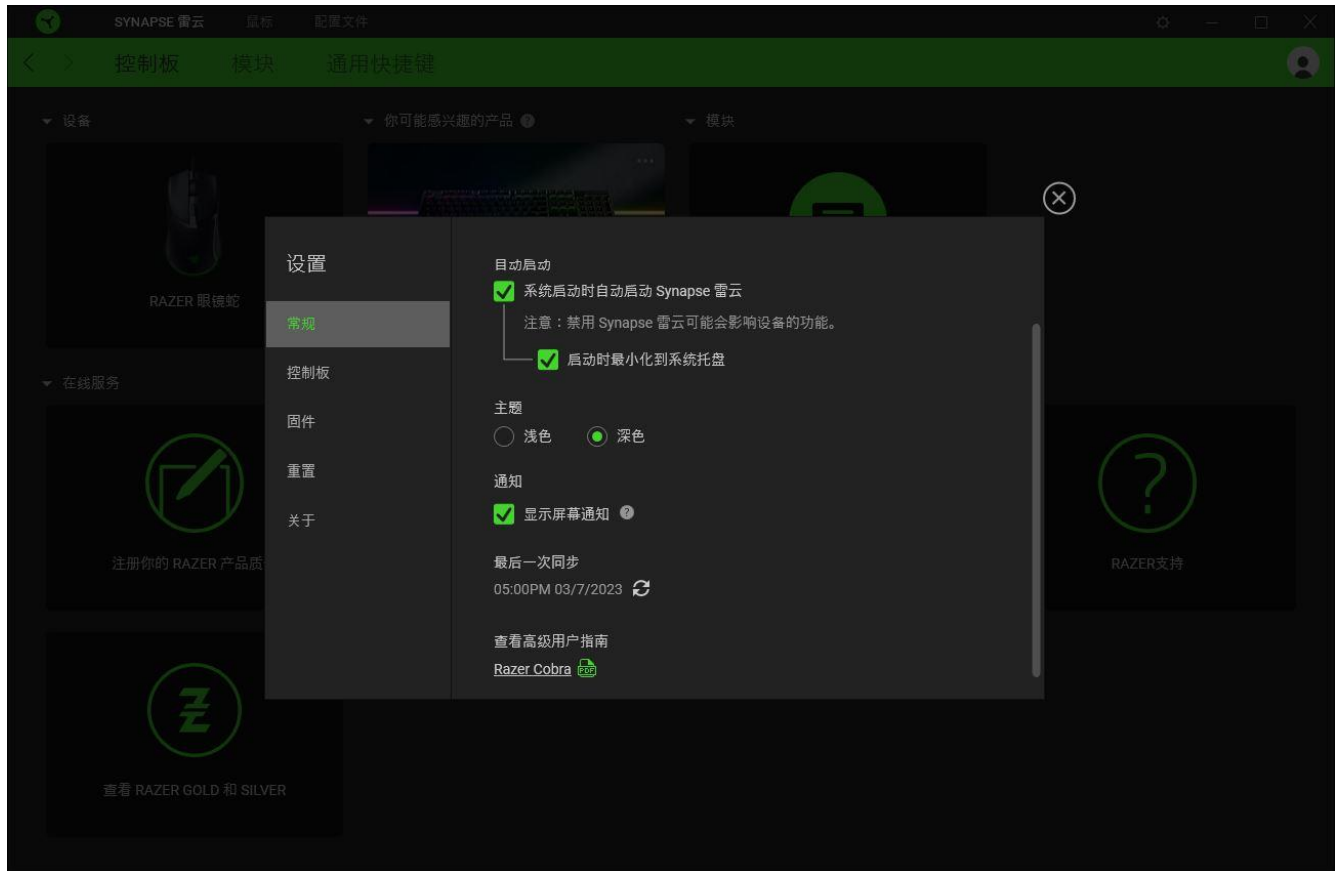 SYNAPSE 雷云 鼠标 配置文件
控制板 模块 通用快捷键
设备
你可能感兴趣的产品 ?
模块
RAZER 眼镜蛇
在线服务
注册你的 RAZER 产品质
RAZER支持
查看 RAZER GOLD 和 SILVER
设置
常规
控制板
固件
重置
关于
自动启动
系统启动时自动启动 Synapse 雷云
注意：禁用 Synapse 雷云可能会影响设备的功能。
启动时最小化到系统托盘
主题
浅色 深色
通知
显示屏幕通知 ?
最后一次同步
05:00PM 03/7/2023
查看高级用户指南
Razer Cobra PDF